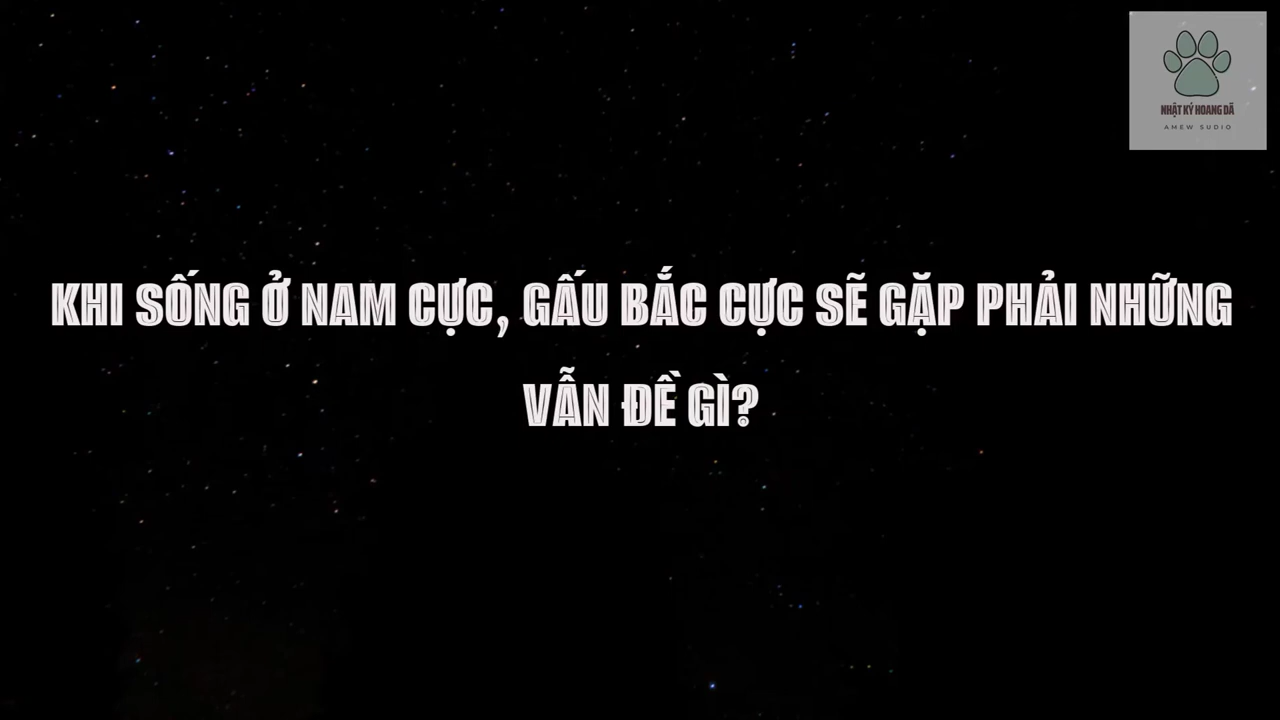 NHẬT KÝ HOANG DÃ
AMEW SUDIO
KHI SỐNG Ở NAM CỰC, GẤU BẮC CỰC SẼ GẶP PHẢI NHỮNG
VẪN ĐỀ GÌ?